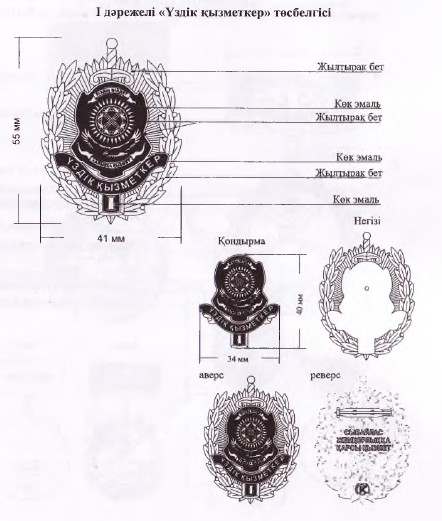 I дәрежелі «Үздік қызметкер» төсбелгісі
Жылтырақ бет
Көк эмаль
Жылтырақ бет
Көк эмаль
Жылтырақ бет
Көк эмаль
55 мм
ҮЗДІК ҚЫЗМЕТКЕР
I
41 мм
Негізі
Қондырма
40 мм
ҮЗДІК ҚЫЗМЕТКЕР
I
34 мм
аверс
реверс
ҮЗДІК ҚЫЗМЕТКЕР
I
СЫБАЙЛАС
ЖЕМҚОРЛЫҚҚА
ҚАРСЫ ҚЫЗМЕТ